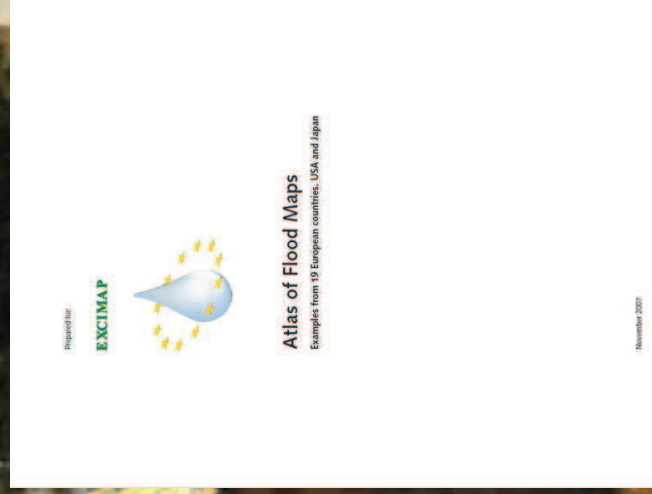 Prepared for:
EXCIMAP
Atlas of Flood Maps
Examples from 19 European countries, USA and Japan
November 2007